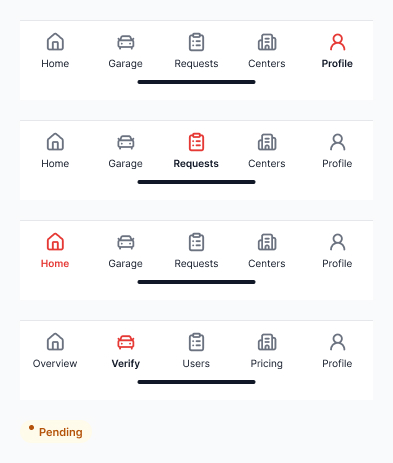 Home Garage Requests Centers Profile
Home Garage Requests Centers Profile
Home Garage Requests Centers Profile
Overview Verify Users Pricing Profile
Pending